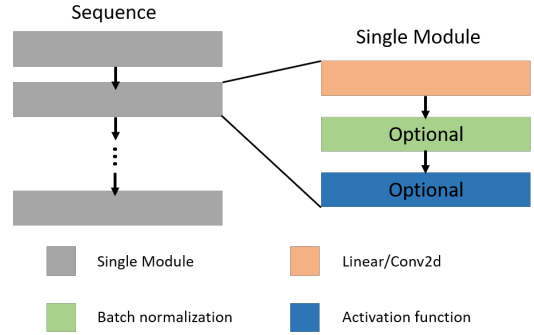 Sequence
Single Module
Optional
Optional
Single Module
Linear/Conv2d
Batch normalization
Activation function